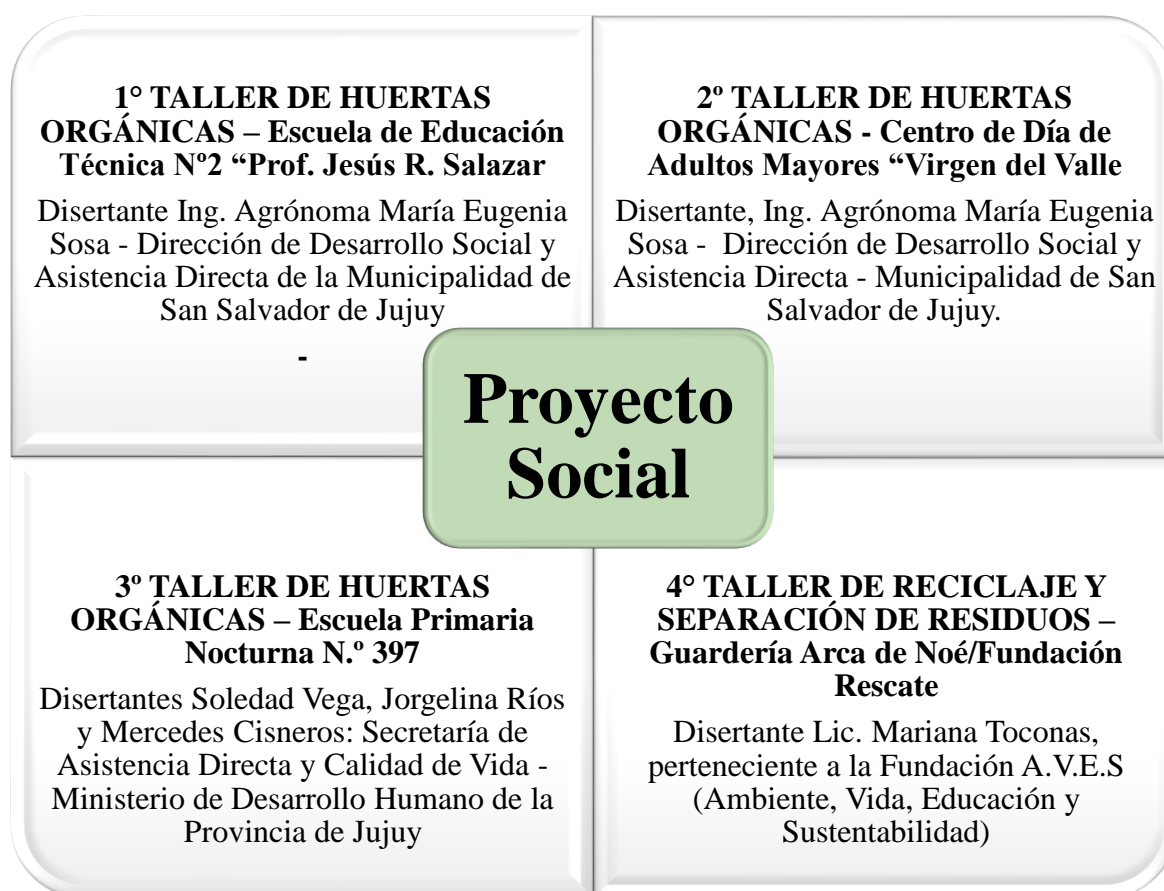 1° TALLER DE HUERTAS
ORGÁNICAS – Escuela de Educación
Técnica Nº2 “Prof. Jesús R. Salazar
Disertante Ing. Agrónoma María Eugenia
Sosa - Dirección de Desarrollo Social y
Asistencia Directa de la Municipalidad de
San Salvador de Jujuy
-
2º TALLER DE HUERTAS
ORGÁNICAS - Centro de Día de
Adultos Mayores “Virgen del Valle
Disertante, Ing. Agrónoma María Eugenia
Sosa - Dirección de Desarrollo Social y
Asistencia Directa - Municipalidad de San
Salvador de Jujuy.
Proyecto
Social
3º TALLER DE HUERTAS
ORGÁNICAS – Escuela Primaria
Nocturna N.º 397
Disertantes Soledad Vega, Jorgelina Ríos
y Mercedes Cisneros: Secretaría de
Asistencia Directa y Calidad de Vida -
Ministerio de Desarrollo Humano de la
Provincia de Jujuy
4° TALLER DE RECICLAJE Y
SEPARACIÓN DE RESIDUOS –
Guardería Arca de Noé/Fundación
Rescate
Disertante Lic. Mariana Toconas,
perteneciente a la Fundación A.V.E.S
(Ambiente, Vida, Educación y
Sustentabilidad)